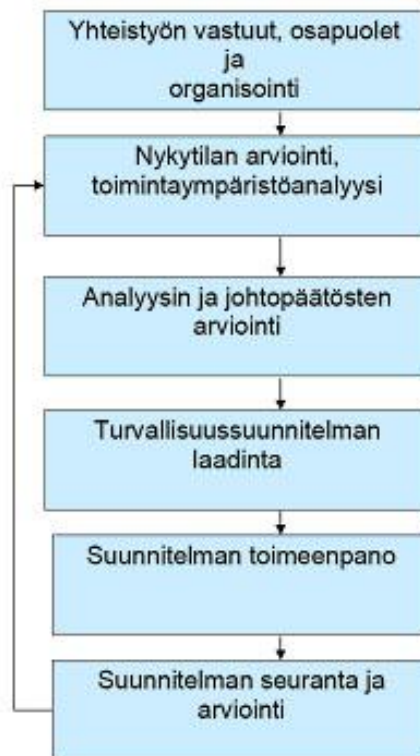 Yhteistyön vastuut, osapuolet
ja
organisointi
Nykytilan arviointi,
toimintaympäristöanalyysi
Analyysin ja johtopäätösten
arviointi
Turvallisuussuunnitelman
laadinta
Suunnitelman toimeenpano
Suunnitelman seuranta ja
arviointi